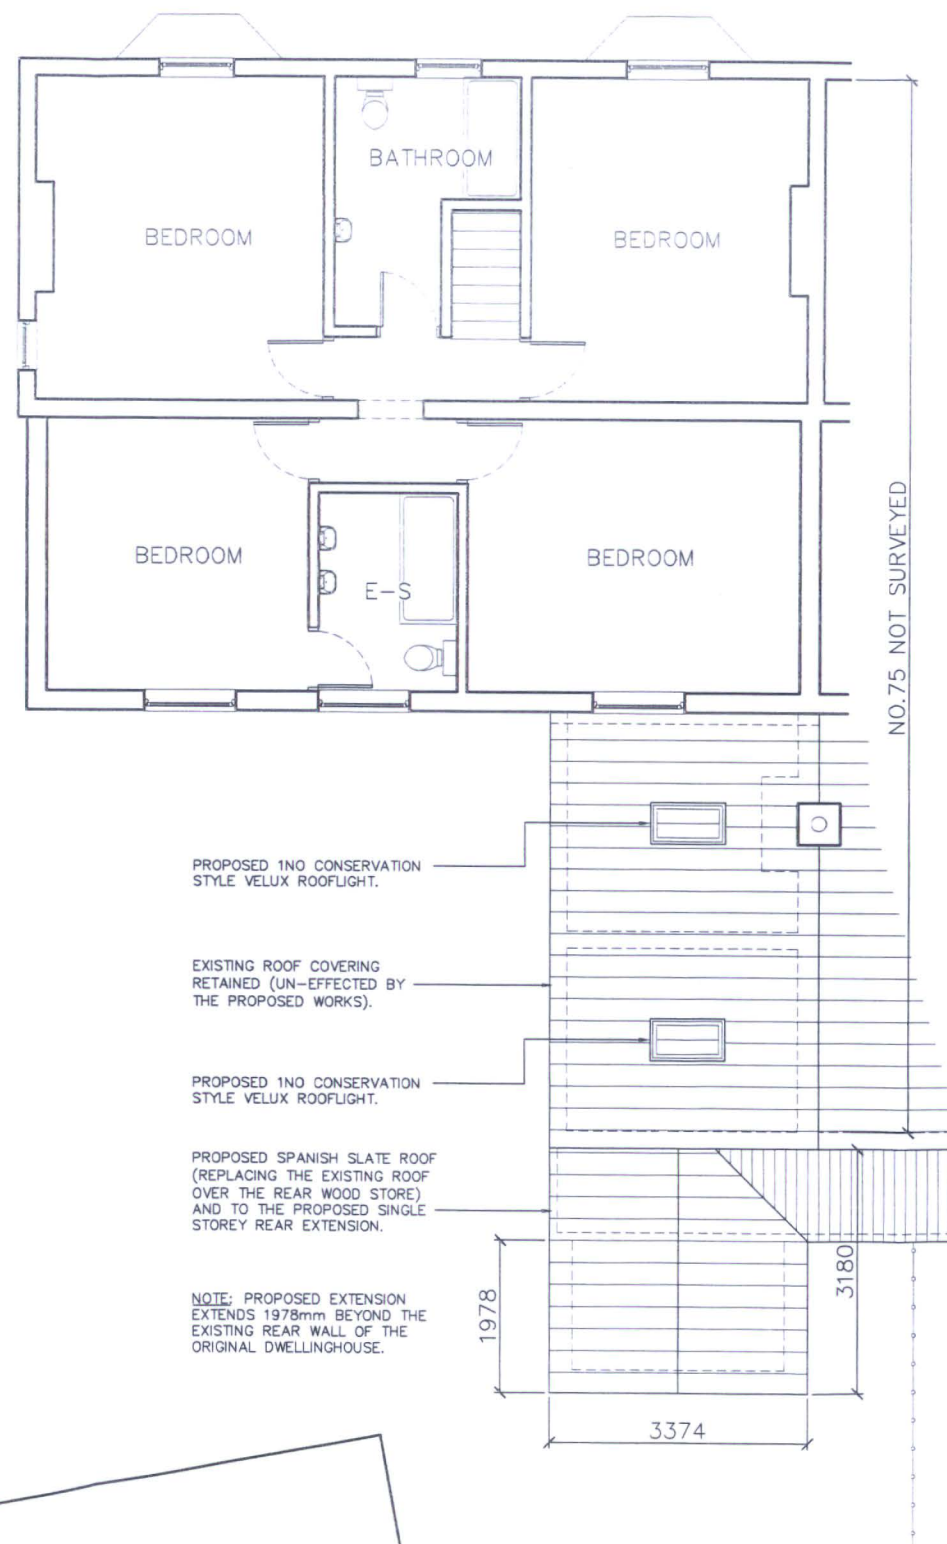 BATHROOM
BEDROOM
BEDROOM
BEDROOM
E-S
BEDROOM
NO.75 NOT SURVEYED
PROPOSED 1NO CONSERVATION
STYLE VELUX ROOFLIGHT.
EXISTING ROOF COVERING
RETAINED (UN-EFFECTED BY
THE PROPOSED WORKS).
PROPOSED 1NO CONSERVATION
STYLE VELUX ROOFLIGHT.
PROPOSED SPANISH SLATE ROOF
(REPLACING THE EXISTING ROOF
OVER THE REAR WOOD STORE)
AND TO THE PROPOSED SINGLE
STOREY REAR EXTENSION.
NOTE: PROPOSED EXTENSION
EXTENDS 1978mm BEYOND THE
EXISTING REAR WALL OF THE
ORIGINAL DWELLINGHOUSE.
1978
3180
3374